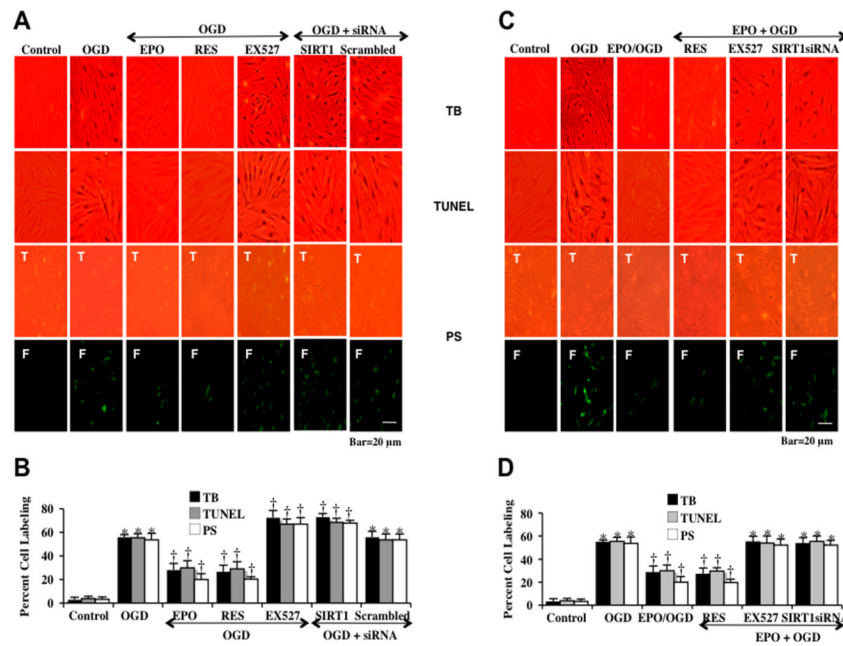 A
OGD
OGD + siRNA
Control OGD EPO RES EX527 SIRT1 Scrambled
T T T T T T T
F F F F F F F
Bar=20 µm
TB
TUNEL
PS
C
EPO + OGD
Control OGD EPO/OGD RES EX527 SIRT1siRNA
T T T T T T
F F F F F F
Bar=20 µm
B
Percent Cell Labeling
80
60
40
20
0
TB
TUNEL
PS
* * *
† † †
† † †
† † †
† † †
* * *
Control OGD EPO RES EX527 SIRT1 Scrambled
OGD OGD + siRNA
D
Percent Cell Labeling
80
60
40
20
0
TB
TUNEL
PS
* * *
† † †
† † †
* * *
* * *
Control OGD EPO/OGD RES EX527 SIRT1siRNA
EPO + OGD